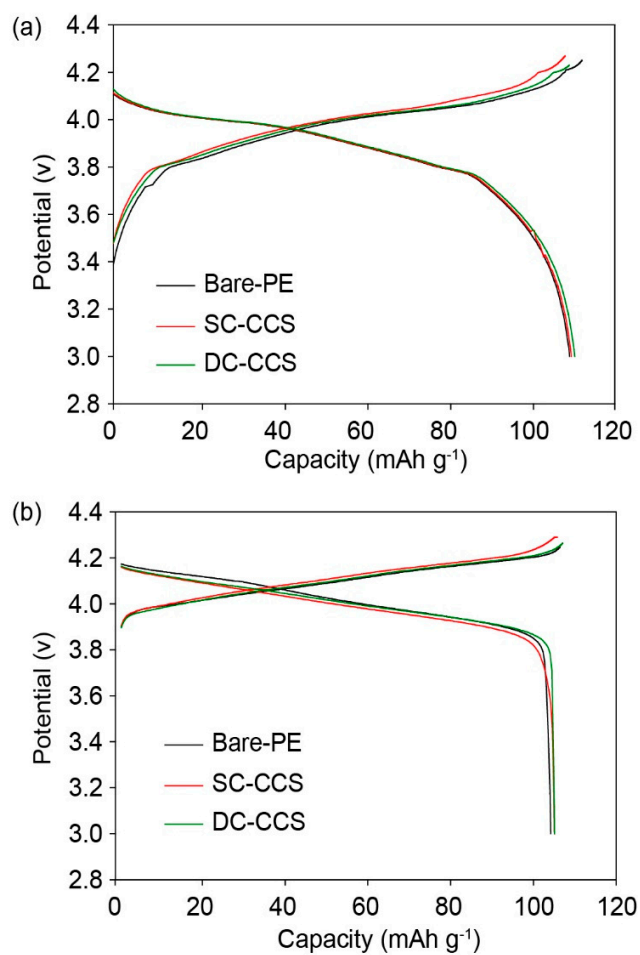 (a)
4.4
4.2
4.0
3.8
3.6
3.4
3.2
3.0
2.8
Potential (v)
Bare-PE
SC-CCS
DC-CCS
0 20 40 60 80 100 120
Capacity (mAh g⁻¹)
(b)
4.4
4.2
4.0
3.8
3.6
3.4
3.2
3.0
2.8
Potential (v)
Bare-PE
SC-CCS
DC-CCS
0 20 40 60 80 100 120
Capacity (mAh g⁻¹)